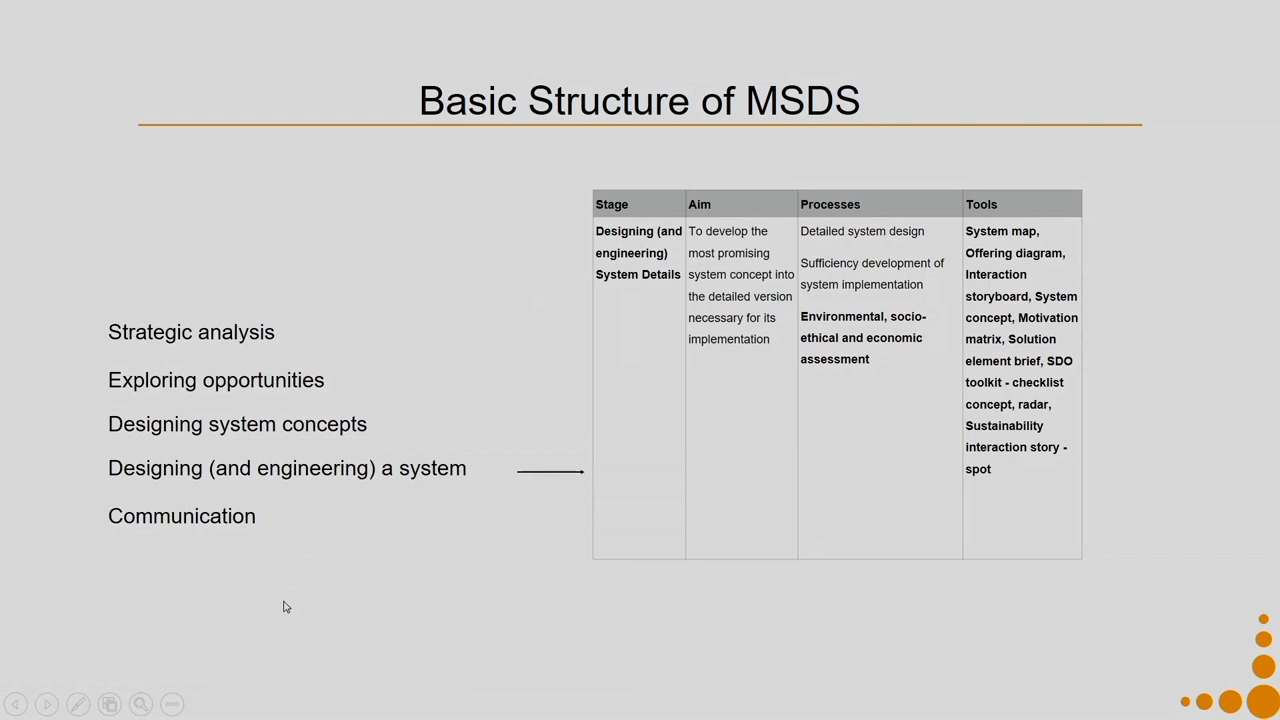 Basic Structure of MSDS
Strategic analysis
Exploring opportunities
Designing system concepts
Designing (and engineering) a system
Communication
Stage
Aim
Processes
Tools
Designing (and
engineering)
System Details
To develop the
most promising
system concept into
the detailed version
necessary for its
implementation
Detailed system design
Sufficiency development of
system implementation
Environmental, socio-
ethical and economic
assessment
System map,
Offering diagram,
Interaction
storyboard, System
concept, Motivation
matrix, Solution
element brief, SDO
toolkit - checklist
concept, radar,
Sustainability
interaction story -
spot